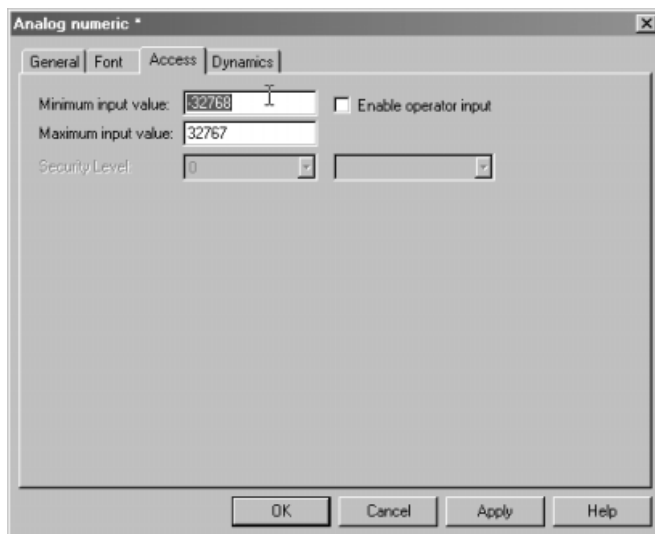 Analog numeric *
General Font Access Dynamics
Minimum input value: -32768 Enable operator input
Maximum input value: 32767
Security Level: 0
OK Cancel Apply Help